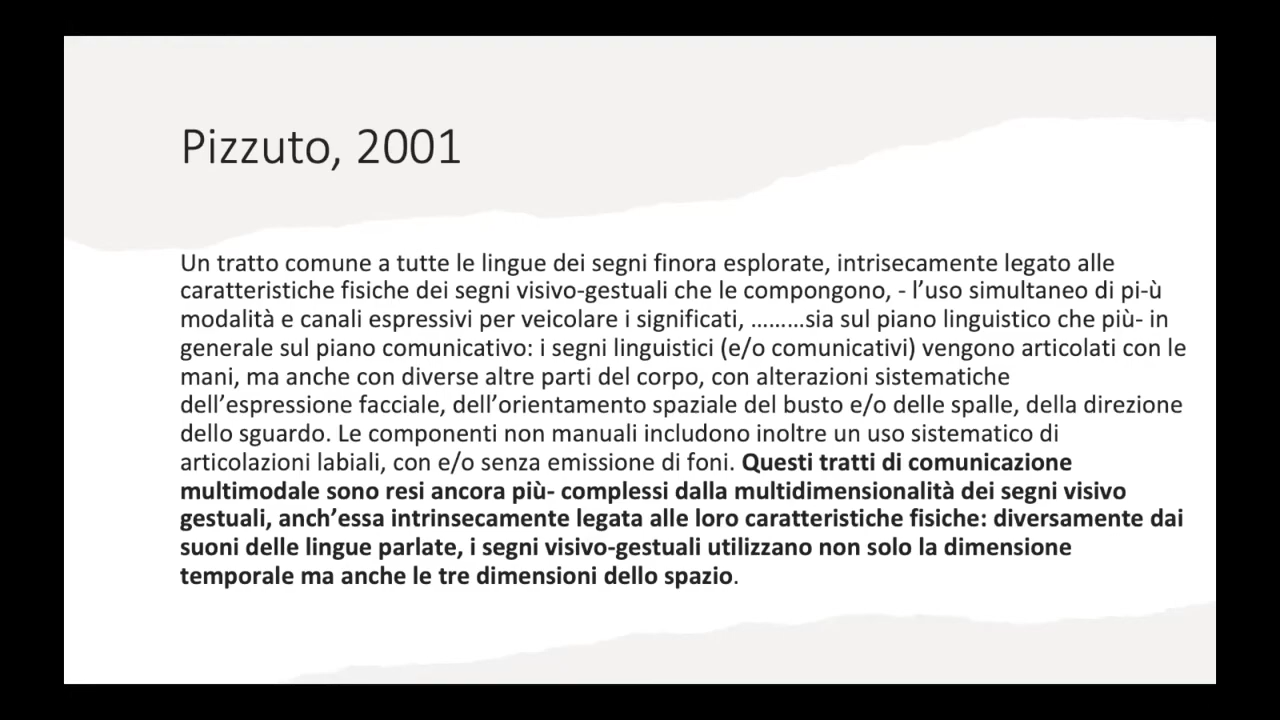 Pizzuto, 2001
Un tratto comune a tutte le lingue dei segni finora esplorate, intrisecamente legato alle
caratteristiche fisiche dei segni visivo-gestuali che le compongono, - l’uso simultaneo di pi-ù
modalità e canali espressivi per veicolare i significati, ………sia sul piano linguistico che più- in
generale sul piano comunicativo: i segni linguistici (e/o comunicativi) vengono articolati con le
mani, ma anche con diverse altre parti del corpo, con alterazioni sistematiche
dell’espressione facciale, dell’orientamento spaziale del busto e/o delle spalle, della direzione
dello sguardo. Le componenti non manuali includono inoltre un uso sistematico di
articolazioni labiali, con e/o senza emissione di foni. Questi tratti di comunicazione
multimodale sono resi ancora più- complessi dalla multidimensionalità dei segni visivo
gestuali, anch’essa intrinsecamente legata alle loro caratteristiche fisiche: diversamente dai
suoni delle lingue parlate, i segni visivo-gestuali utilizzano non solo la dimensione
temporale ma anche le tre dimensioni dello spazio.